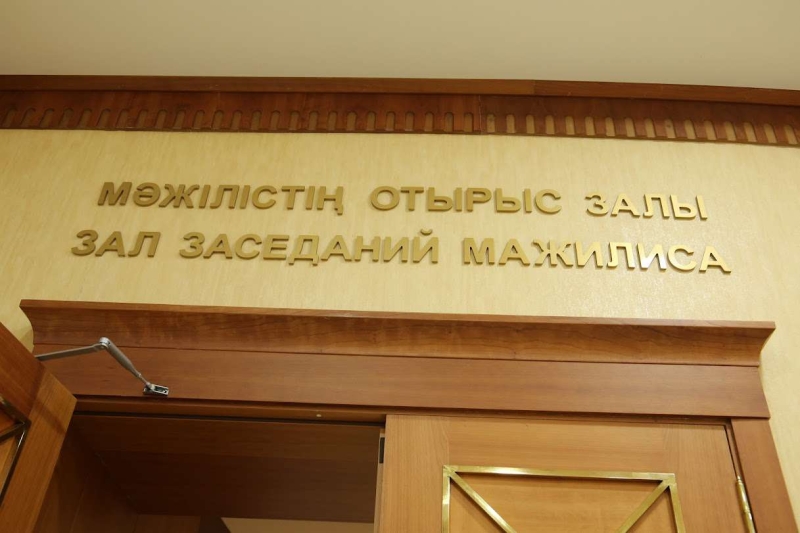 МӘЖІЛІСТІҢ ОТЫРЫС ЗАЛЫ
ЗАЛ ЗАСЕДАНИЙ МАЖИЛИСА